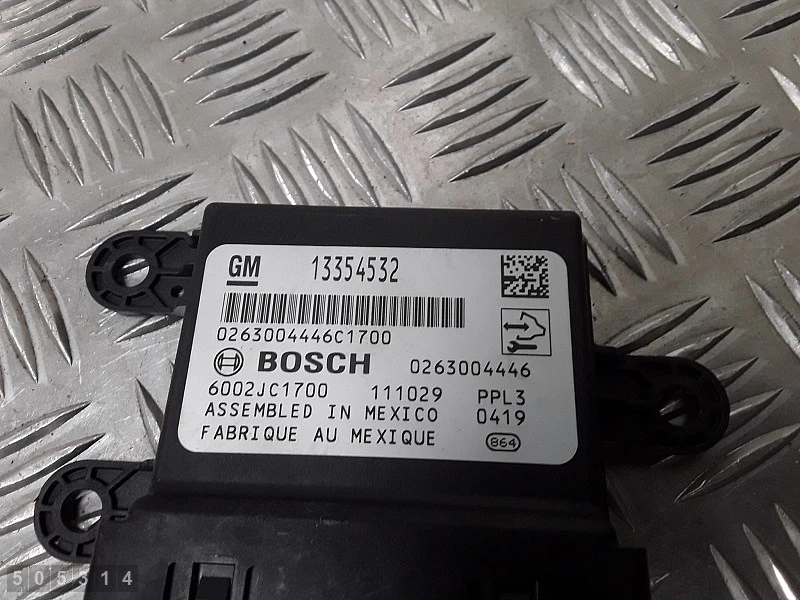 GM 13354532
0263004446C1700
BOSCH 0263004446
6002JC1700 111029 PPL3
ASSEMBLED IN MEXICO 0419
FABRIQUE AU MEXIQUE 864
505314